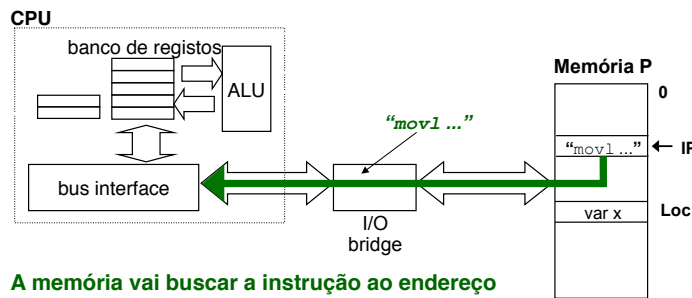 CPU
banco de registos
ALU
Memória P
0
“movl …”
“movl …”
bus interface
I/O
bridge
var x
Loc
A memória vai buscar a instrução ao endereço